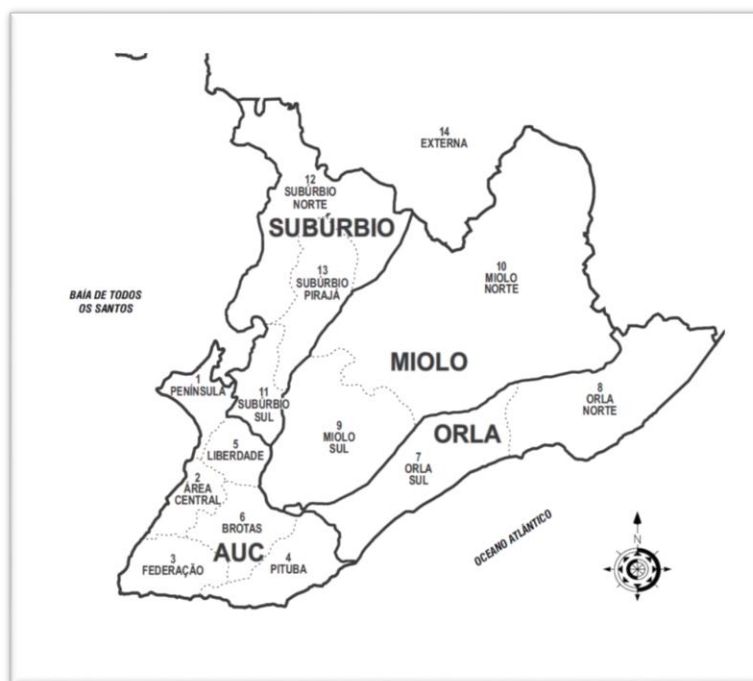 14
EXTERNA
12
SUBÚRBIO
NORTE
SUBÚRBIO
13
SUBÚRBIO
PIRAJÁ
10
MIOLO
NORTE
BAÍA DE TODOS
OS SANTOS
MIOLO
1
PENÍNSULA
11
SUBÚRBIO
SUL
8
ORLA
NORTE
9
MIOLO
SUL
ORLA
7
ORLA
SUL
5
LIBERDADE
2
ÁREA
CENTRAL
6
BROTAS
AUC
3
FEDERAÇÃO
4
PITUBA
OCEANO ATLÂNTICO
N